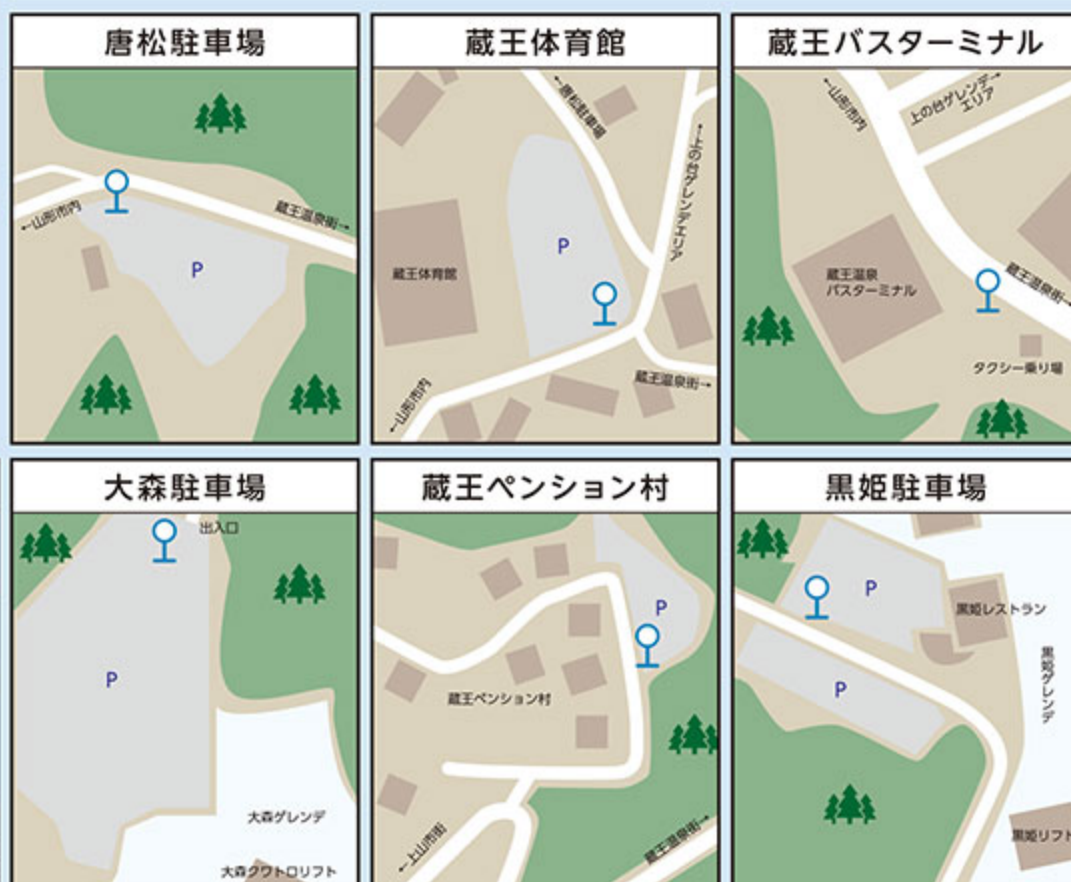 唐松駐車場
←山形市内
蔵王温泉街→
P
蔵王体育館
←唐松駐車場
←上の台ゲレンデエリア
P
蔵王体育館
←山形市内
蔵王温泉街→
蔵王バスターミナル
←山形市内
上の台ゲレンデ→
エリア
蔵王温泉
バスターミナル
蔵王温泉街→
タクシー乗り場
大森駐車場
出入口
P
大森ゲレンデ
大森クワトロリフト
蔵王ペンション村
P
蔵王ペンション村
←上山市街
蔵王温泉街→
黒姫駐車場
P
黒姫レストラン
黒姫ゲレンデ
P
黒姫リフト